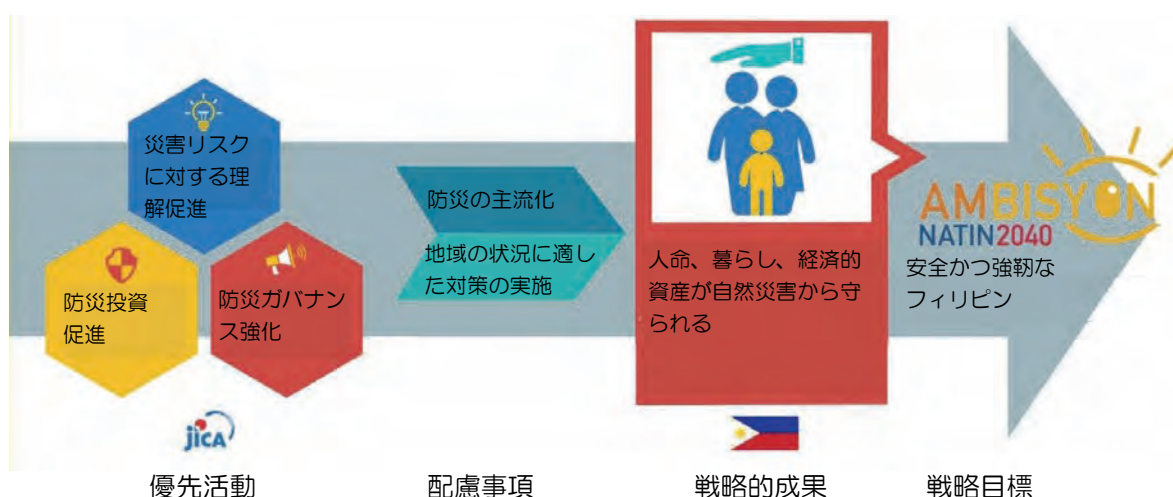 災害リスク
に対する理
解促進
防災投資
促進
防災ガバナン
ス強化
jICA
防災の主流化
地域の状況に適し
た対策の実施
人命、暮らし、経済的
資産が自然災害から守
られる
AMBISYON
NATIN2040
安全かつ強靭な
フィリピン
優先活動
配慮事項
戦略的成果
戦略目標